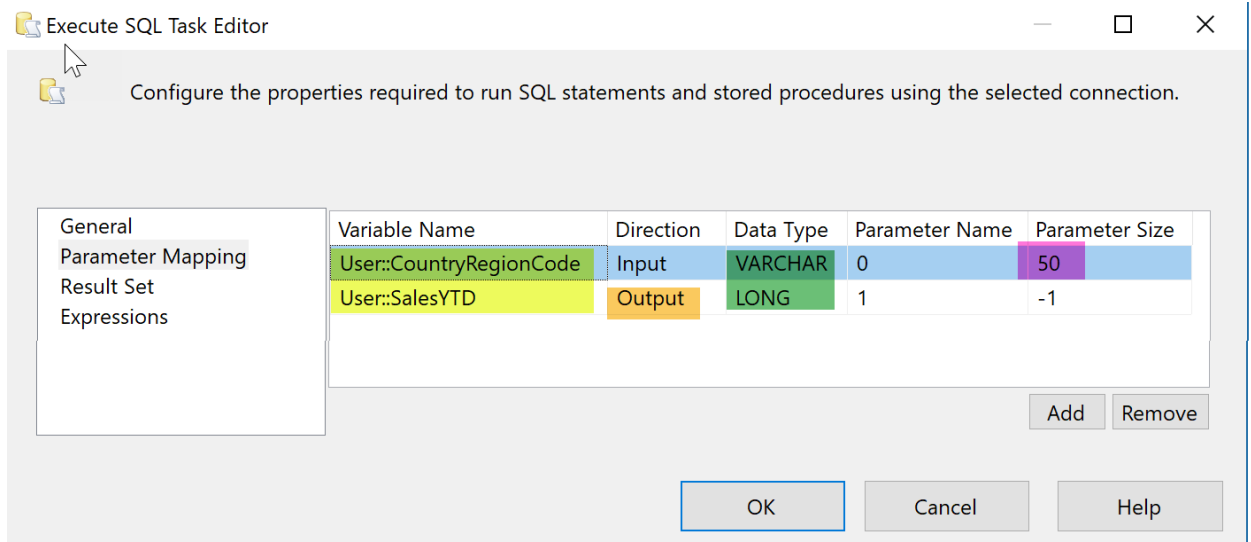 Execute SQL Task Editor
Configure the properties required to run SQL statements and stored procedures using the selected connection.
General
Parameter Mapping
Result Set
Expressions
Variable Name Direction Data Type Parameter Name Parameter Size
User::CountryRegionCode Input VARCHAR 0 50
User::SalesYTD Output LONG 1 -1
Add Remove
OK Cancel Help